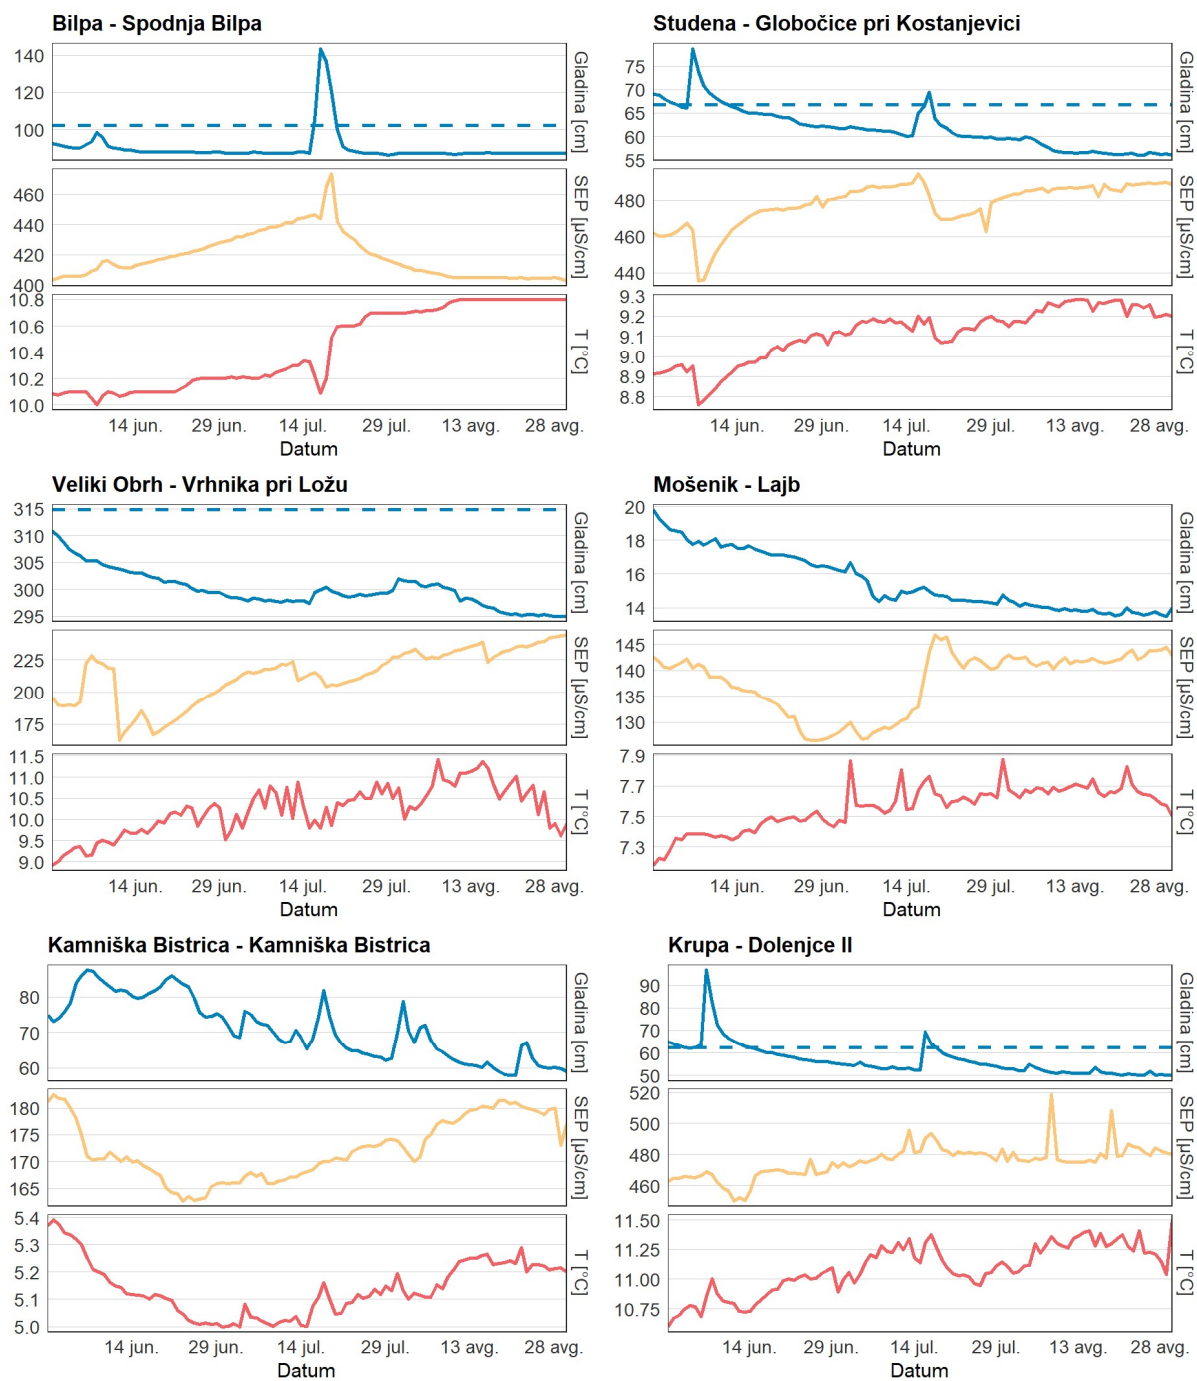 Bilpa - Spodnja Bilpa
140
120
100
Gladina [cm]
460
440
420
400
SEP [µS/cm]
10.8
10.6
10.4
10.2
10.0
T [°C]
14 jun. 29 jun. 14 jul. 29 jul. 13 avg. 28 avg.
Datum
Studena - Globočice pri Kostanjevici
75
70
65
60
55
Gladina [cm]
480
460
440
SEP [µS/cm]
9.3
9.2
9.1
9.0
8.9
8.8
T [°C]
14 jun. 29 jun. 14 jul. 29 jul. 13 avg. 28 avg.
Datum
Veliki Obrh - Vrhnika pri Ložu
315
310
305
300
295
Gladina [cm]
225
200
175
SEP [µS/cm]
11.5
11.0
10.5
10.0
9.5
9.0
T [°C]
14 jun. 29 jun. 14 jul. 29 jul. 13 avg. 28 avg.
Datum
Mošenik - Lajb
20
18
16
14
Gladina [cm]
145
140
135
130
SEP [µS/cm]
7.9
7.7
7.5
7.3
T [°C]
14 jun. 29 jun. 14 jul. 29 jul. 13 avg. 28 avg.
Datum
Kamniška Bistrica - Kamniška Bistrica
80
70
60
Gladina [cm]
180
175
170
165
SEP [µS/cm]
5.4
5.3
5.2
5.1
5.0
T [°C]
14 jun. 29 jun. 14 jul. 29 jul. 13 avg. 28 avg.
Datum
Krupa - Dolenjce II
90
80
70
60
50
Gladina [cm]
520
500
480
460
SEP [µS/cm]
11.50
11.25
11.00
10.75
T [°C]
14 jun. 29 jun. 14 jul. 29 jul. 13 avg. 28 avg.
Datum